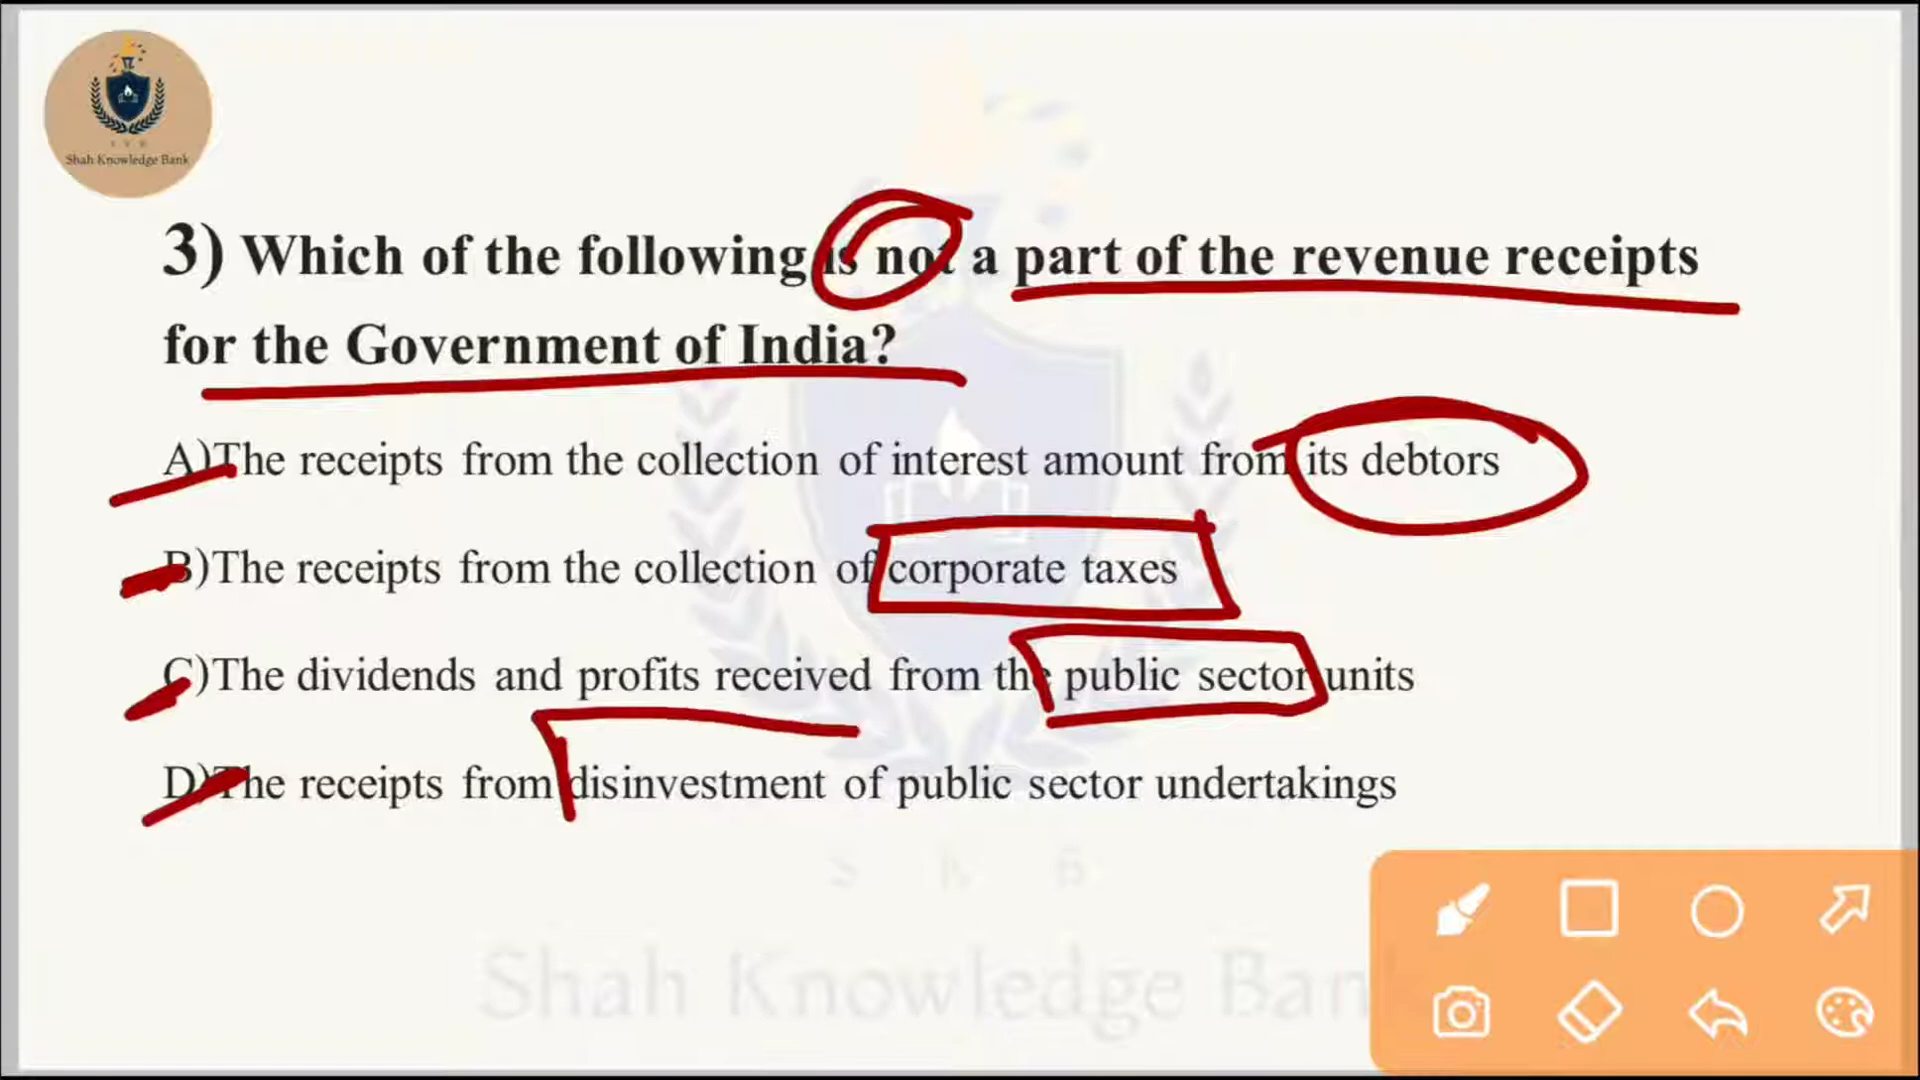 Shah Knowledge Bank
3) Which of the following is not a part of the revenue receipts
for the Government of India?
A)The receipts from the collection of interest amount from its debtors
B)The receipts from the collection of corporate taxes
C)The dividends and profits received from the public sector units
D)The receipts from disinvestment of public sector undertakings
S K B
Shah Knowledge Bank